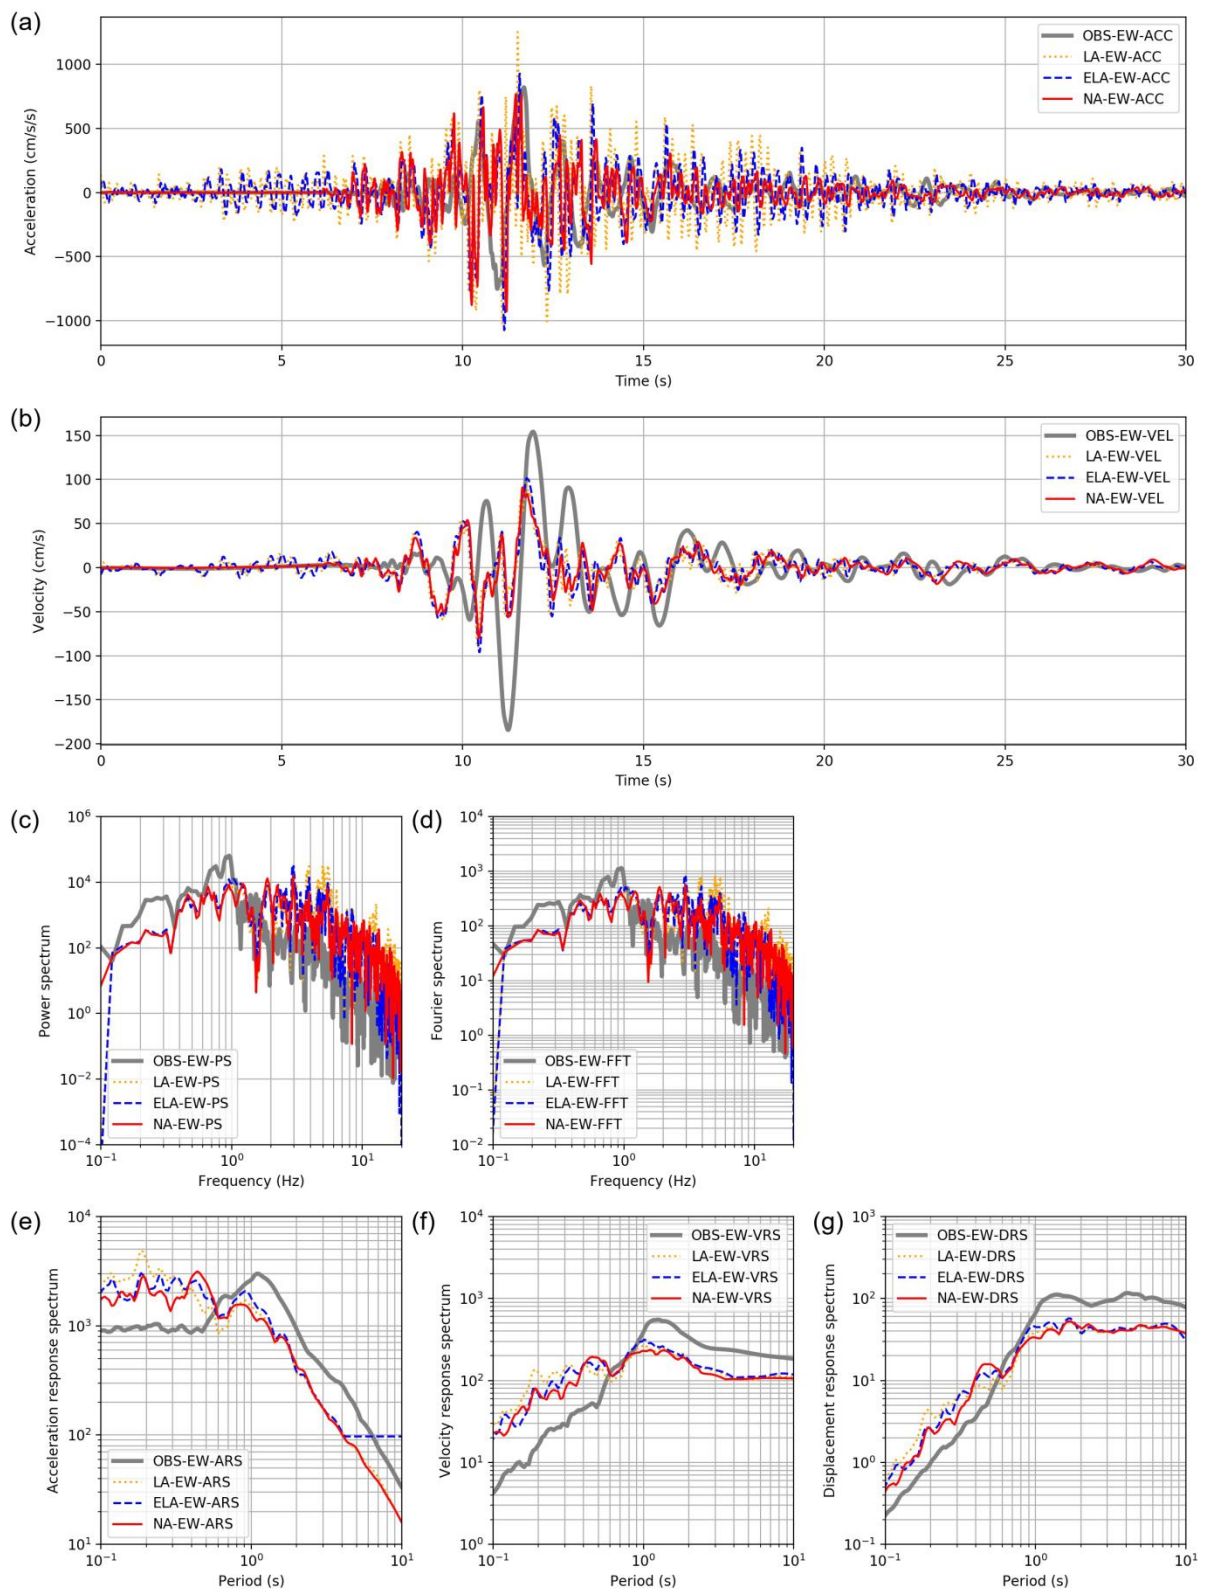 (a)
1000
500
0
−500
−1000
Acceleration (cm/s/s)
OBS-EW-ACC
LA-EW-ACC
ELA-EW-ACC
NA-EW-ACC
0 5 10 15 20 25 30
Time (s)
(b)
150
100
50
0
−50
−100
−150
−200
Velocity (cm/s)
OBS-EW-VEL
LA-EW-VEL
ELA-EW-VEL
NA-EW-VEL
0 5 10 15 20 25 30
Time (s)
(c)
10^6
10^4
10^2
10^0
10^−2
10^−4
Power spectrum
OBS-EW-PS
LA-EW-PS
ELA-EW-PS
NA-EW-PS
10^−1 10^0 10^1
Frequency (Hz)
(d)
10^4
10^3
10^2
10^1
10^0
10^−1
10^−2
Fourier spectrum
OBS-EW-FFT
LA-EW-FFT
ELA-EW-FFT
NA-EW-FFT
10^−1 10^0 10^1
Frequency (Hz)
(e)
10^4
10^3
10^2
10^1
Acceleration response spectrum
OBS-EW-ARS
LA-EW-ARS
ELA-EW-ARS
NA-EW-ARS
10^−1 10^0 10^1
Period (s)
(f)
10^4
10^3
10^2
10^1
10^0
Velocity response spectrum
OBS-EW-VRS
LA-EW-VRS
ELA-EW-VRS
NA-EW-VRS
10^−1 10^0 10^1
Period (s)
(g)
10^3
10^2
10^1
10^0
10^−1
Displacement response spectrum
OBS-EW-DRS
LA-EW-DRS
ELA-EW-DRS
NA-EW-DRS
10^−1 10^0 10^1
Period (s)